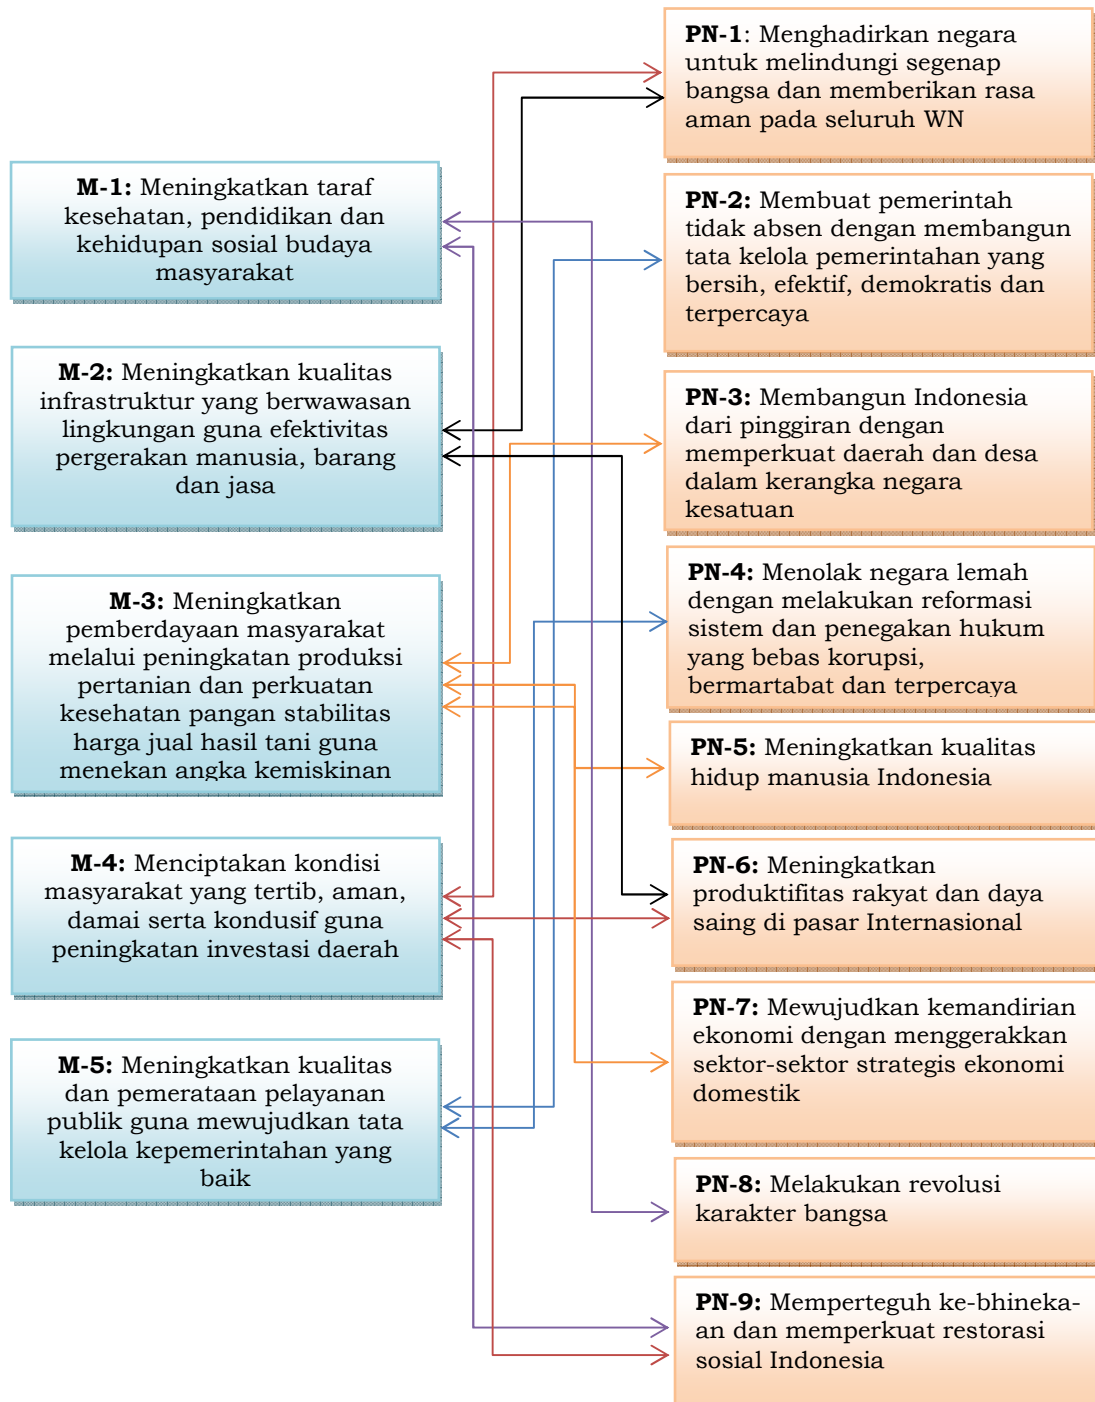 M-1: Meningkatkan taraf
kesehatan, pendidikan dan
kehidupan sosial budaya
masyarakat
M-2: Meningkatkan kualitas
infrastruktur yang berwawasan
lingkungan guna efektivitas
pergerakan manusia, barang
dan jasa
M-3: Meningkatkan
pemberdayaan masyarakat
melalui peningkatan produksi
pertanian dan perkuatan
kesehatan pangan stabilitas
harga jual hasil tani guna
menekan angka kemiskinan
M-4: Menciptakan kondisi
masyarakat yang tertib, aman,
damai serta kondusif guna
peningkatan investasi daerah
M-5: Meningkatkan kualitas
dan pemerataan pelayanan
publik guna mewujudkan tata
kelola kepemerintahan yang
baik
PN-1: Menghadirkan negara
untuk melindungi segenap
bangsa dan memberikan rasa
aman pada seluruh WN
PN-2: Membuat pemerintah
tidak absen dengan membangun
tata kelola pemerintahan yang
bersih, efektif, demokratis dan
terpercaya
PN-3: Membangun Indonesia
dari pinggiran dengan
memperkuat daerah dan desa
dalam kerangka negara
kesatuan
PN-4: Menolak negara lemah
dengan melakukan reformasi
sistem dan penegakan hukum
yang bebas korupsi,
bermartabat dan terpercaya
PN-5: Meningkatkan kualitas
hidup manusia Indonesia
PN-6: Meningkatkan
produktifitas rakyat dan daya
saing di pasar Internasional
PN-7: Mewujudkan kemandirian
ekonomi dengan menggerakkan
sektor-sektor strategis ekonomi
domestik
PN-8: Melakukan revolusi
karakter bangsa
PN-9: Memperteguh ke-bhineka-
an dan memperkuat restorasi
sosial Indonesia